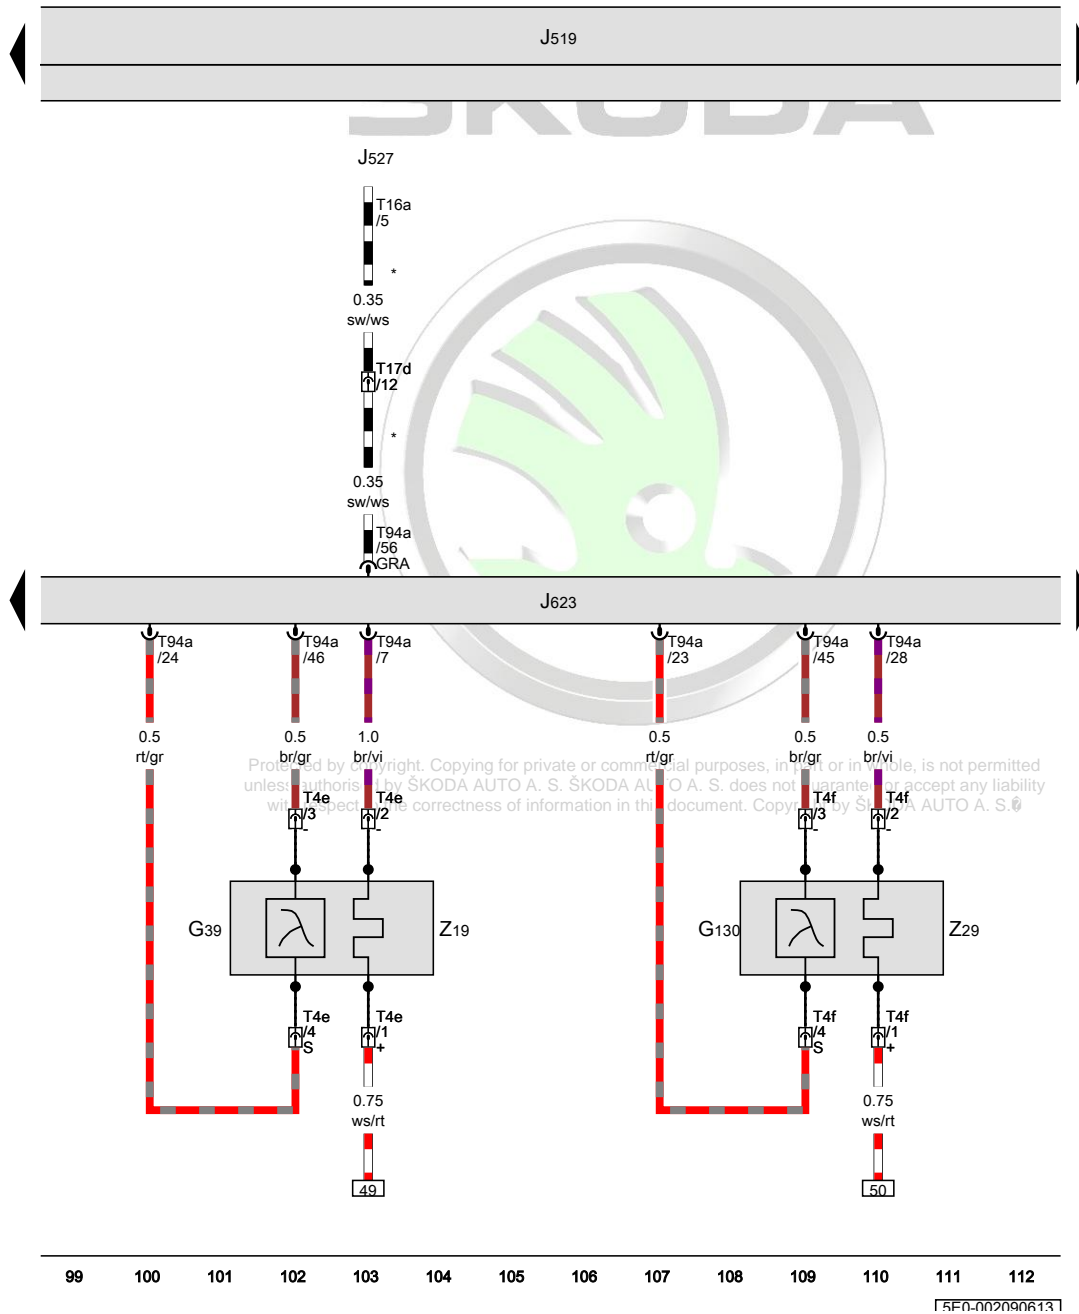 J519
ŠKODA
J527
T16a
/5
*
0.35
sw/ws
T17d
/12
*
0.35
sw/ws
T94a
/56
GRA
J623
T94a
/24
T94a
/46
T94a
/7
T94a
/23
T94a
/45
T94a
/28
0.5
rt/gr
0.5
br/gr
1.0
br/vi
0.5
rt/gr
0.5
br/gr
0.5
br/vi
Protected by copyright. Copying for private or commercial purposes, in part or in whole, is not permitted
unless authorised by ŠKODA AUTO A. S. ŠKODA AUTO A. S. does not guarantee or accept any liability
with respect to the correctness of information in this document. Copyright by ŠKODA AUTO A. S.�
T4e
/3
-
T4e
/2
-
T4f
/3
-
T4f
/2
-
G39
Z19
G130
Z29
T4e
/4
S
T4e
/1
+
T4f
/4
S
T4f
/1
+
0.75
ws/rt
0.75
ws/rt
49
50
99 100 101 102 103 104 105 106 107 108 109 110 111 112
5E0-002090613